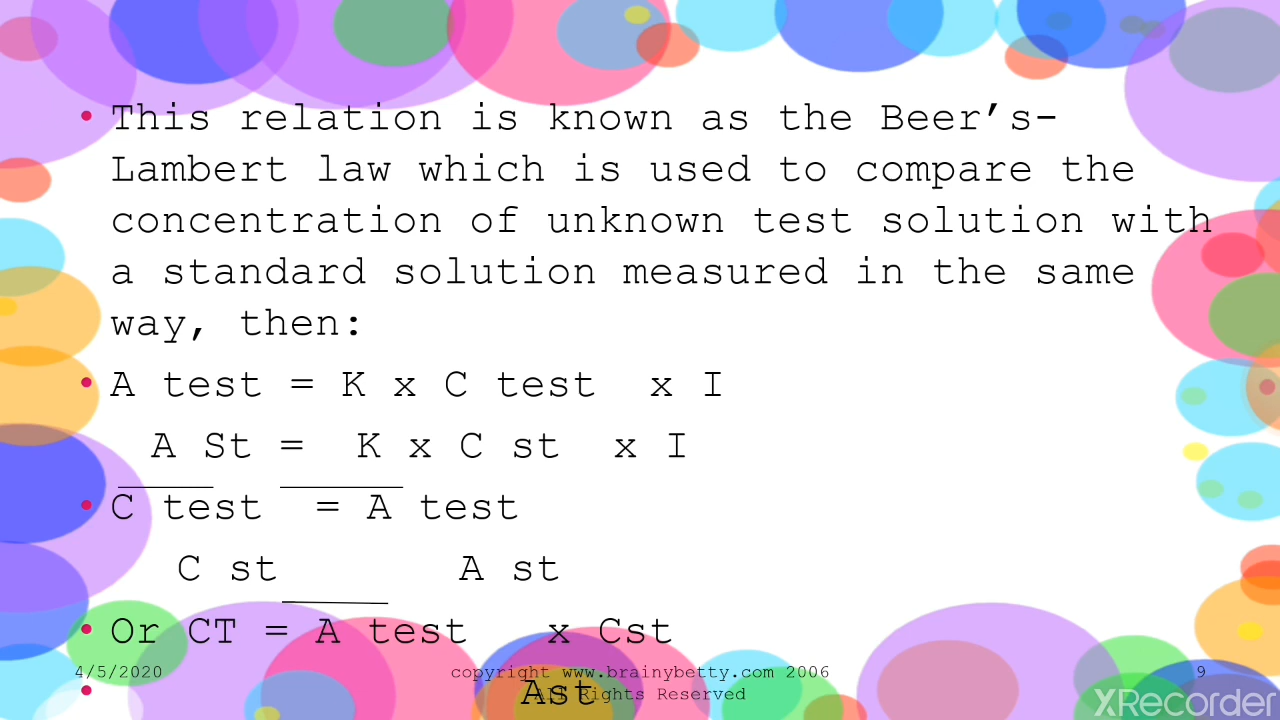 • This relation is known as the Beer’s-
Lambert law which is used to compare the
concentration of unknown test solution with
a standard solution measured in the same
way, then:
• A test = K x C test x I
A St = K x C st x I
• C test = A test
C st A st
• Or CT = A test x Cst
4/5/2020 copyright www.brainybetty.com 2006 9
• Ast
All Rights Reserved
XRecorder